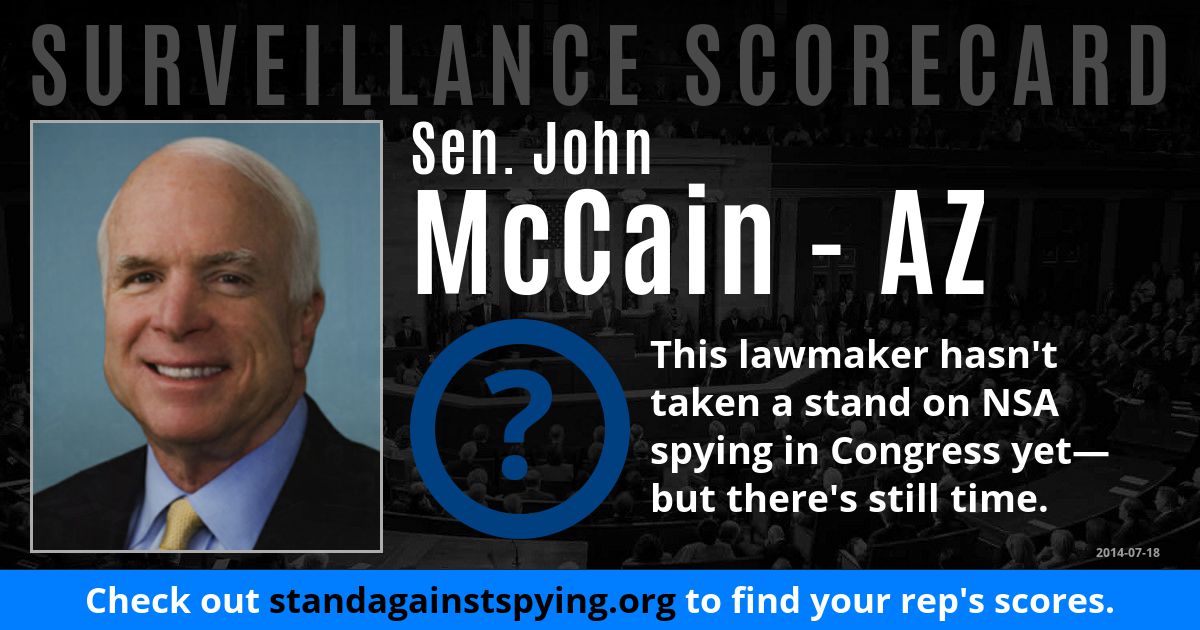 SURVEILLANCE SCORECARD
Sen. John
McCain - AZ
?
This lawmaker hasn't
taken a stand on NSA
spying in Congress yet—
but there's still time.
2014-07-18
Check out standagainstspying.org to find your rep's scores.